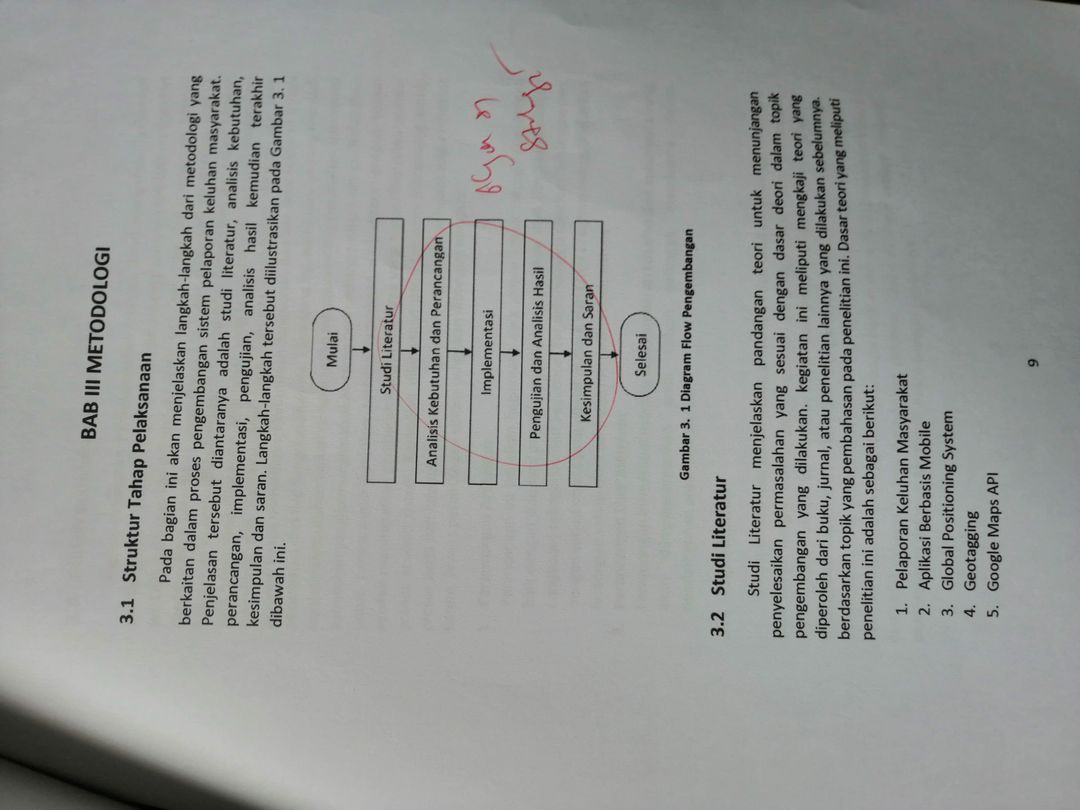 BAB III METODOLOGI
3.1 Struktur Tahap Pelaksanaan
Pada bagian ini akan menjelaskan langkah-langkah dari metodologi yang
berkaitan dalam proses pengembangan sistem pelaporan keluhan masyarakat.
Penjelasan tersebut diantaranya adalah studi literatur, analisis kebutuhan,
perancangan, implementasi, pengujian, analisis hasil kemudian terakhir
kesimpulan dan saran. Langkah-langkah tersebut diilustrasikan pada Gambar 3. 1
dibawah ini.
Mulai
Studi Literatur
Analisis Kebutuhan dan Perancangan
Implementasi
Pengujian dan Analisis Hasil
Kesimpulan dan Saran
Selesai
Gambar 3. 1 Diagram Flow Pengembangan
3.2 Studi Literatur
Studi Literatur menjelaskan pandangan teori untuk menunjangan
penyelesaikan permasalahan yang sesuai dengan dasar deori dalam topik
pengembangan yang dilakukan. kegiatan ini meliputi mengkaji teori yang
diperoleh dari buku, jurnal, atau penelitian lainnya yang dilakukan sebelumnya.
berdasarkan topik yang pembahasan pada penelitian ini. Dasar teori yang meliputi
penelitian ini adalah sebagai berikut:
1. Pelaporan Keluhan Masyarakat
2. Aplikasi Berbasis Mobile
3. Global Positioning System
4. Geotagging
5. Google Maps API
9